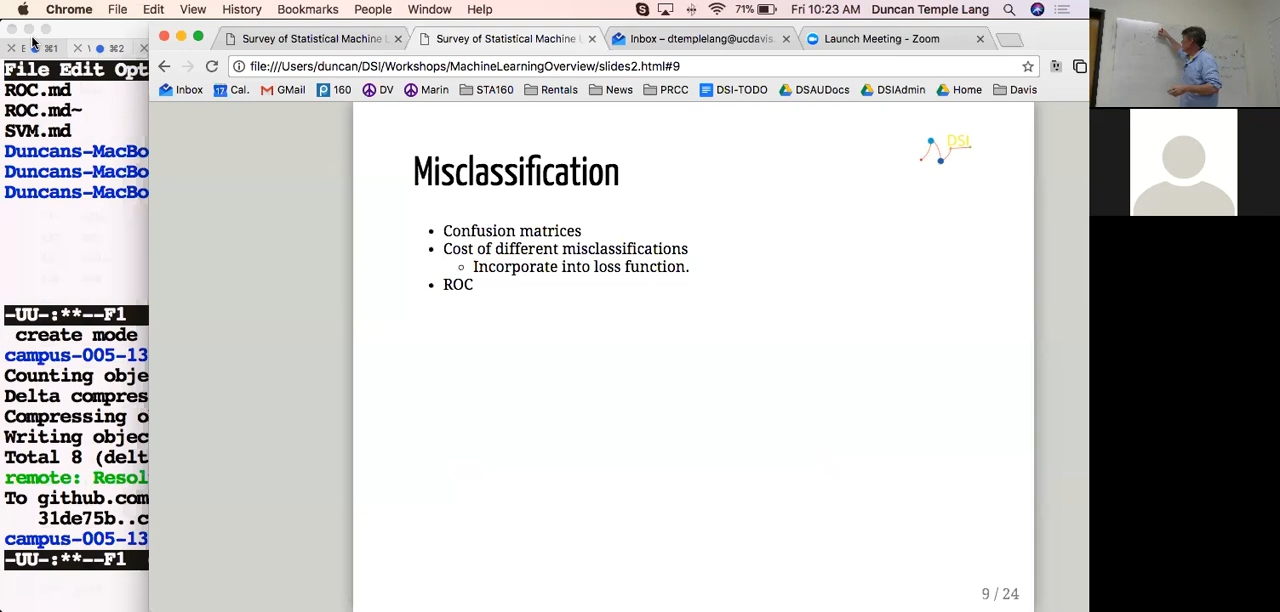 Chrome File Edit View History Bookmarks People Window Help 71% Fri 10:23 AM Duncan Temple Lang
E ⌘1 \ ⌘2
Survey of Statistical Machine L Survey of Statistical Machine L Inbox – dtemplelang@ucdavis. Launch Meeting - Zoom
file:///Users/duncan/DSI/Workshops/MachineLearningOverview/slides2.html#9
Inbox Cal. GMail 160 DV Marin STA160 Rentals News PRCC DSI-TODO DSAUDocs DSIAdmin Home Davis
File Edit Opt
ROC.md
ROC.md~
SVM.md
Duncans-MacBo
Duncans-MacBo
Duncans-MacBo
-UU-:**--F1
create mode
campus-005-13
Counting obje
Delta compres
Compressing o
Writing objec
Total 8 (delt
remote: Resol
To github.com
31de75b..c
campus-005-13
-UU-:**--F1
DSI
Misclassification
• Confusion matrices
• Cost of different misclassifications
◦ Incorporate into loss function.
• ROC
9 / 24